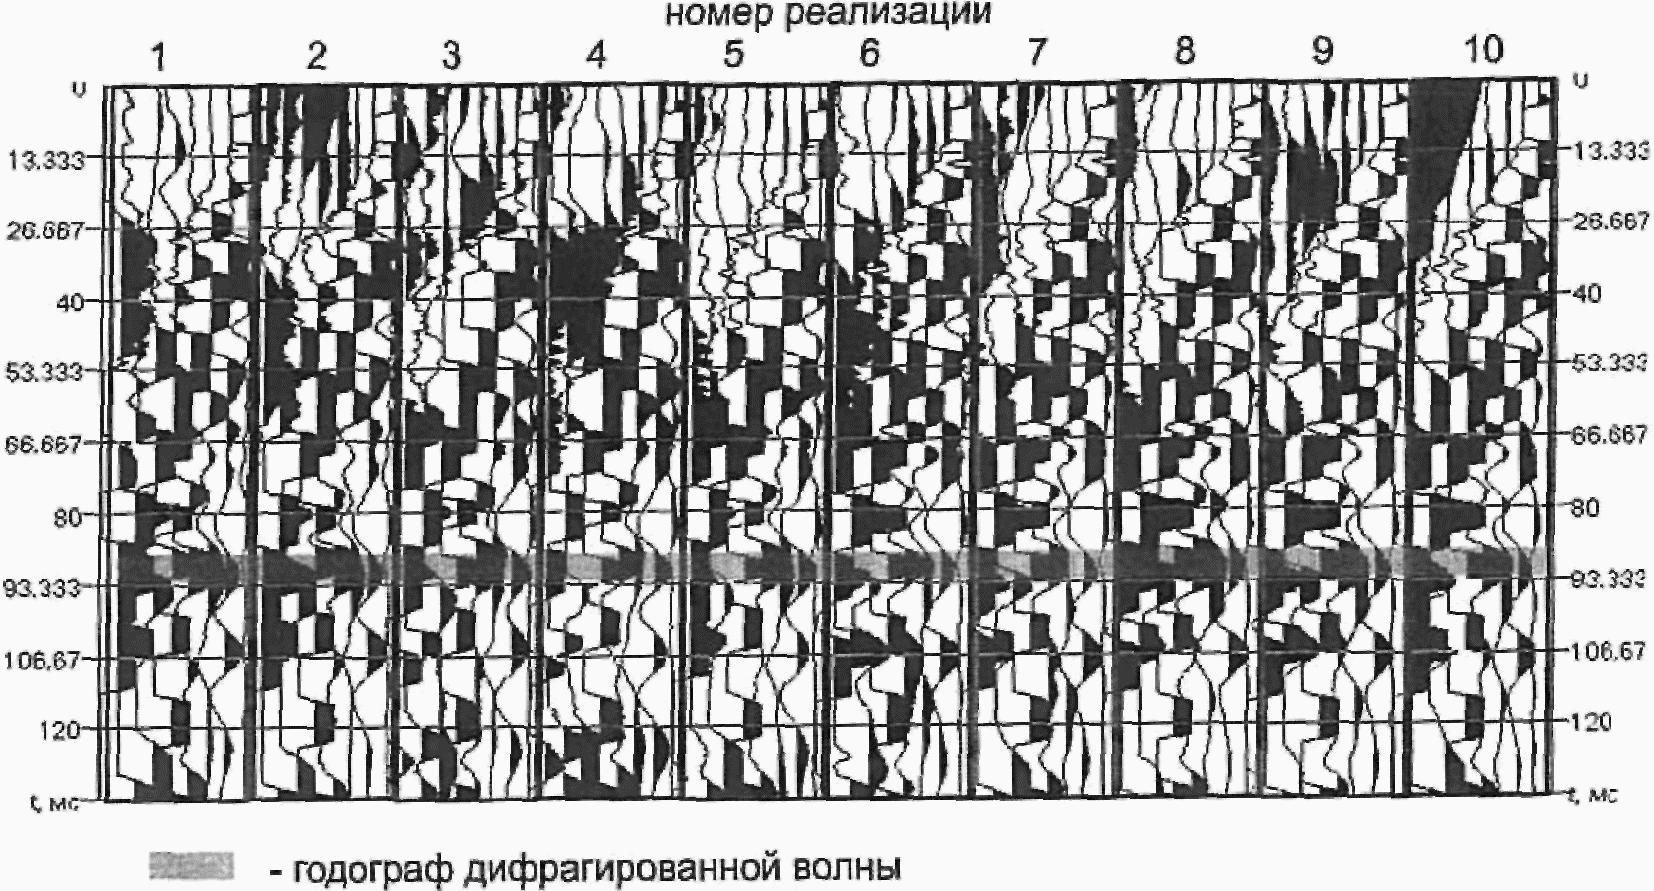 номер реализации
1 2 3 4 5 6 7 8 9 10
0 0
13.333 13.333
26.667 26.667
40 40
53.333 53.333
66.667 66.667
80 80
93.333 93.333
106.67 106.67
120 120
t, мс t, мс
- годограф дифрагированной волны